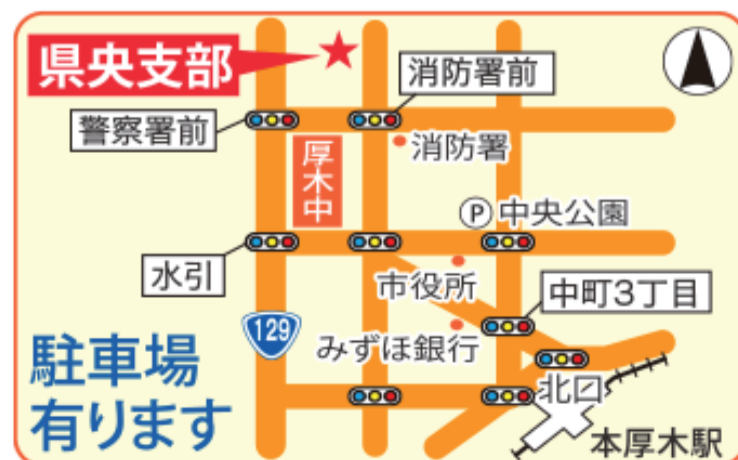 県央支部
消防署前
警察署前
消防署
厚木中
P 中央公園
水引
市役所
中町3丁目
129
みずほ銀行
駐車場
有ります
北口
本厚木駅